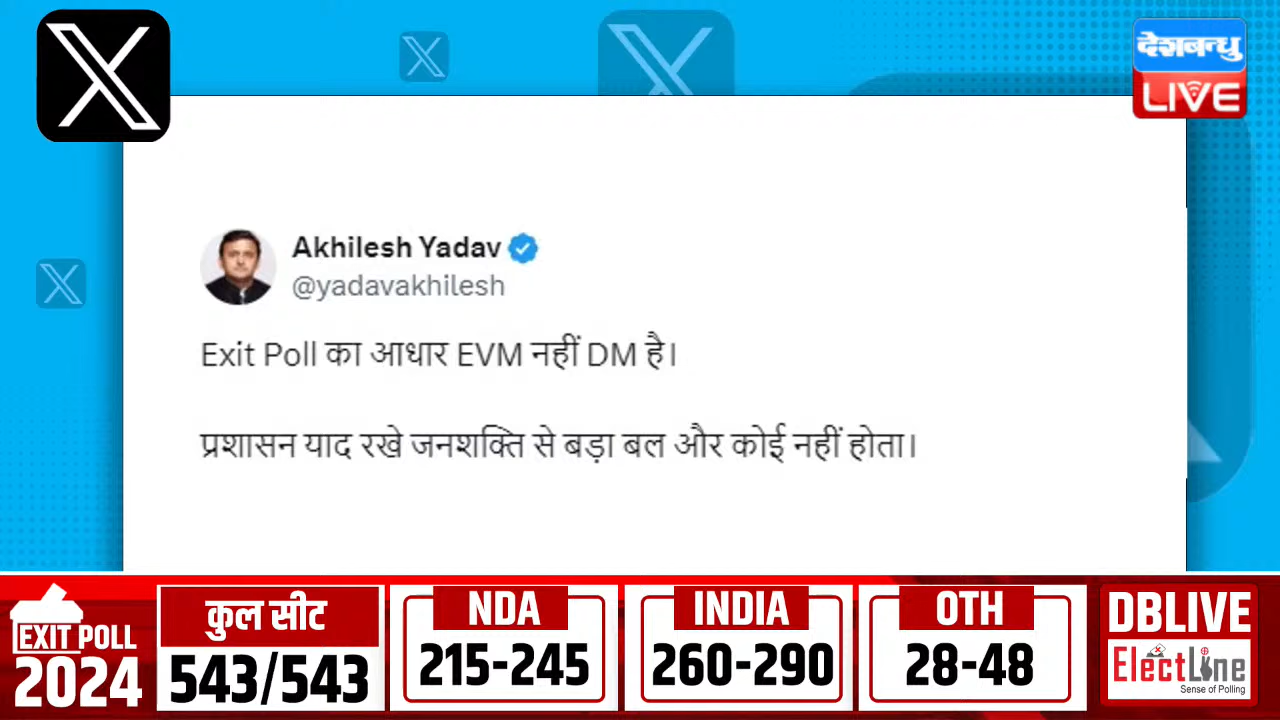 देशबन्धु
LIVE
Akhilesh Yadav
@yadavakhilesh
Exit Poll का आधार EVM नहीं DM है।
प्रशासन याद रखे जनशक्ति से बड़ा बल और कोई नहीं होता।
EXIT POLL
2024
कुल सीट
543/543
NDA
215-245
INDIA
260-290
OTH
28-48
DBLIVE
ElectLine
Sense of Polling